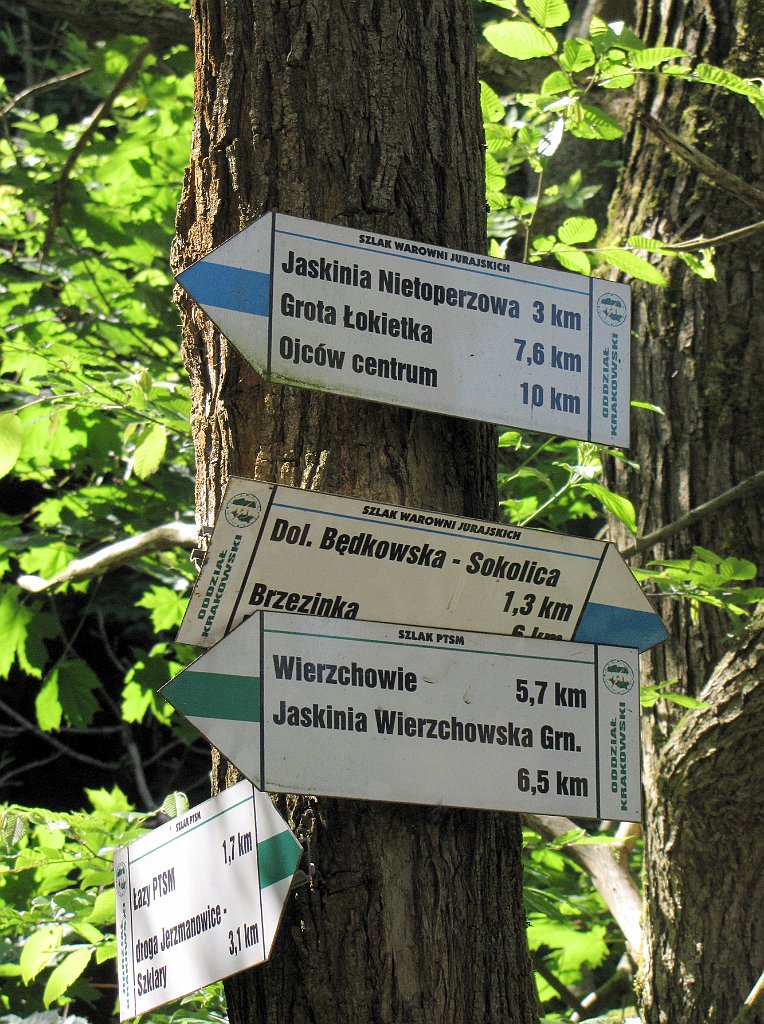 SZLAK WAROWNI JURAJSKICH
Jaskinia Nietoperzowa 3 km
Grota Łokietka 7,6 km
Ojców centrum 10 km
ODDZIAŁ
KRAKOWSKI
SZLAK WAROWNI JURAJSKICH
Dol. Będkowska - Sokolica
1,3 km
Brzezinka 6 km
ODDZIAŁ
KRAKOWSKI
SZLAK PTSM
Wierzchowie 5,7 km
Jaskinia Wierzchowska Grn.
6,5 km
ODDZIAŁ
KRAKOWSKI
SZLAK PTSM
Łazy PTSM 1,7 km
droga Jerzmanowice -
Szklary 3,1 km